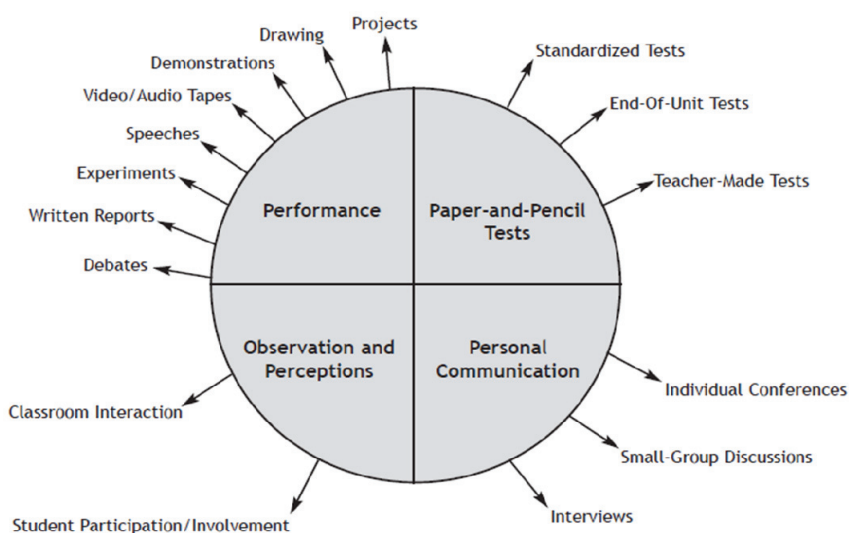 Projects
Drawing
Demonstrations
Video/Audio Tapes
Speeches
Experiments
Written Reports
Debates
Performance
Standardized Tests
End-Of-Unit Tests
Teacher-Made Tests
Paper-and-Pencil
Tests
Observation and
Perceptions
Classroom Interaction
Student Participation/Involvement
Personal
Communication
Individual Conferences
Small-Group Discussions
Interviews